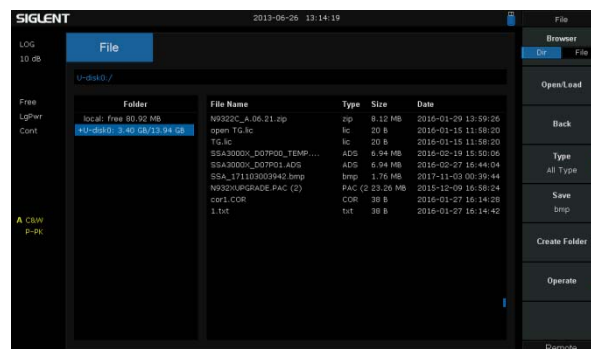 SIGLENT 2013-06-26 13:14:19 File
LOG
10 dB
File
Browser
Dir File
U-disk0:/
Open/Load
Free
LgPwr
Cont
Folder File Name Type Size Date
local: free 80.92 MB
+U-disk0: 3.40 GB/13.94 GB
N9322C_A.06.21.zip zip 8.12 MB 2016-01-29 13:59:26
open TG.lic lic 20 B 2016-01-15 11:58:20
TG.lic lic 20 B 2016-01-15 11:58:20
SSA3000X_D07P00_TEMP.... ADS 6.94 MB 2016-02-19 15:50:06
SSA3000X_D07P01.ADS ADS 6.94 MB 2016-02-27 16:44:04
SSA_171103003942.bmp bmp 1.76 MB 2017-11-03 00:39:44
N932XUPGRADE.PAC (2) PAC (2 23.26 MB 2015-12-09 16:58:24
cor1.COR COR 38 B 2016-01-27 16:14:28
1.txt txt 38 B 2016-01-27 16:14:42
Back
Type
All Type
Save
bmp
A C&W
P-PK
Create Folder
Operate
Remote